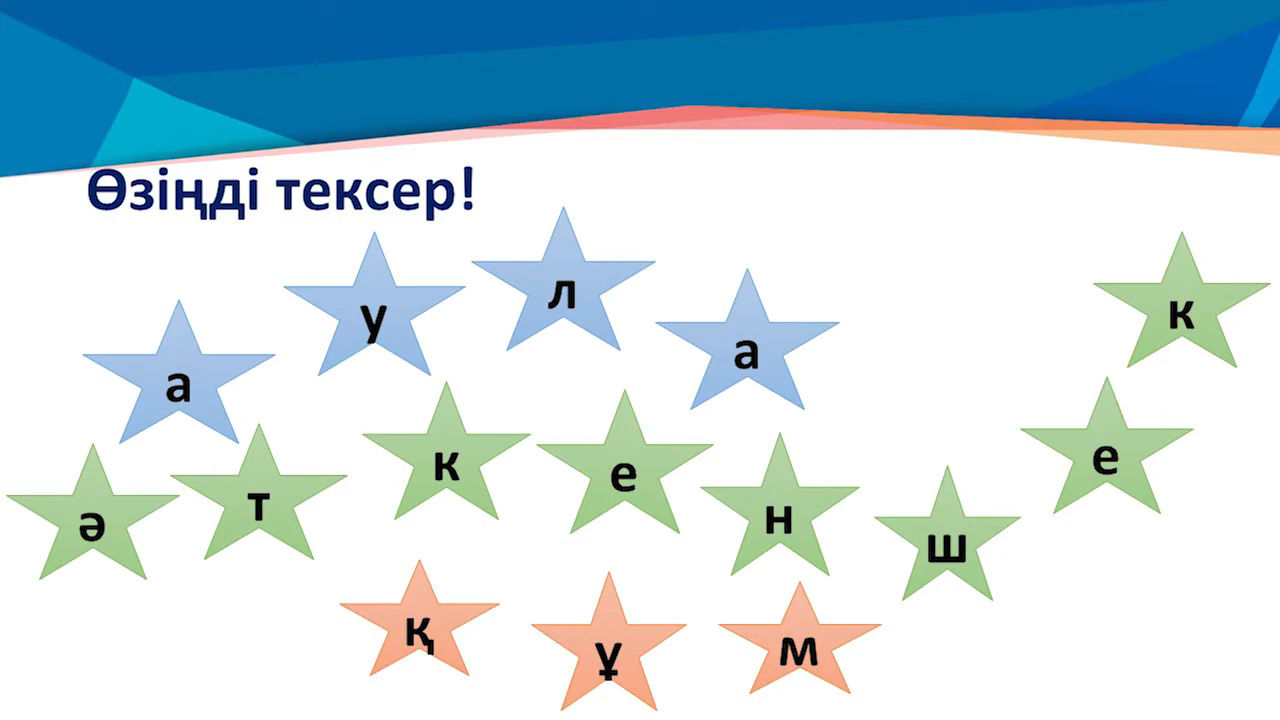 Өзіңді тексер!
а у л а
ә т к е н ш е к
қ ұ м